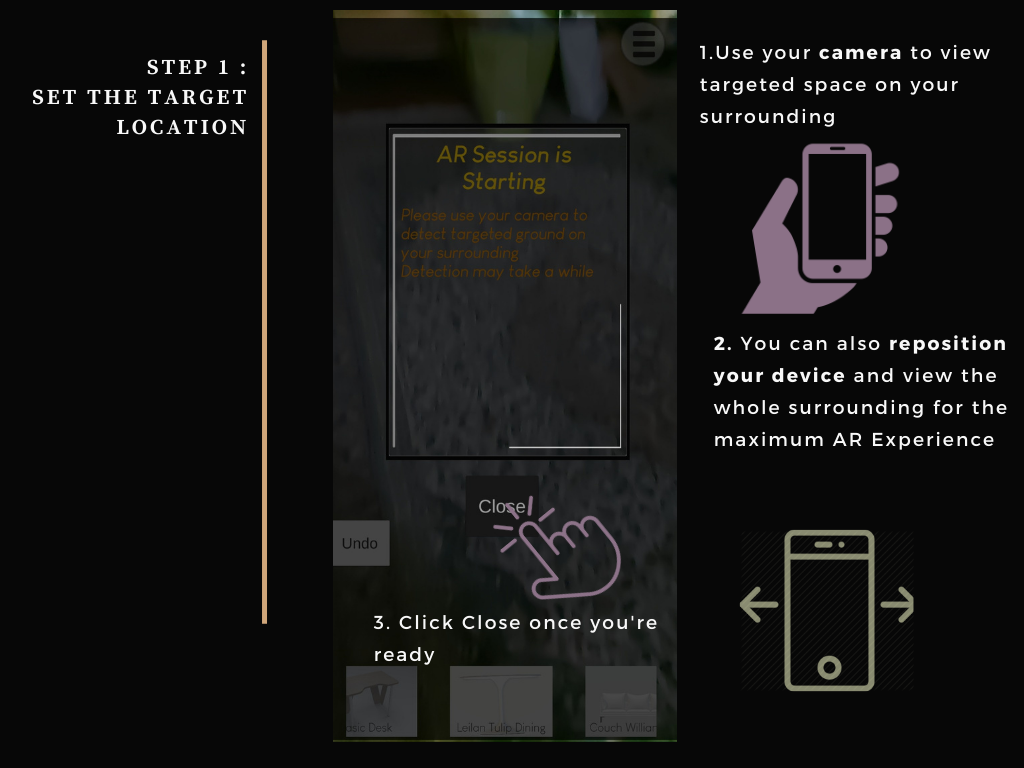 STEP 1 :
SET THE TARGET
LOCATION
AR Session is
Starting
Please use your camera to
detect targeted ground on
your surrounding
Detection may take a while
Close
Undo
3. Click Close once you're
ready
asic Desk
Leilan Tulip Dining
Couch Willian
1.Use your camera to view
targeted space on your
surrounding
2. You can also reposition
your device and view the
whole surrounding for the
maximum AR Experience